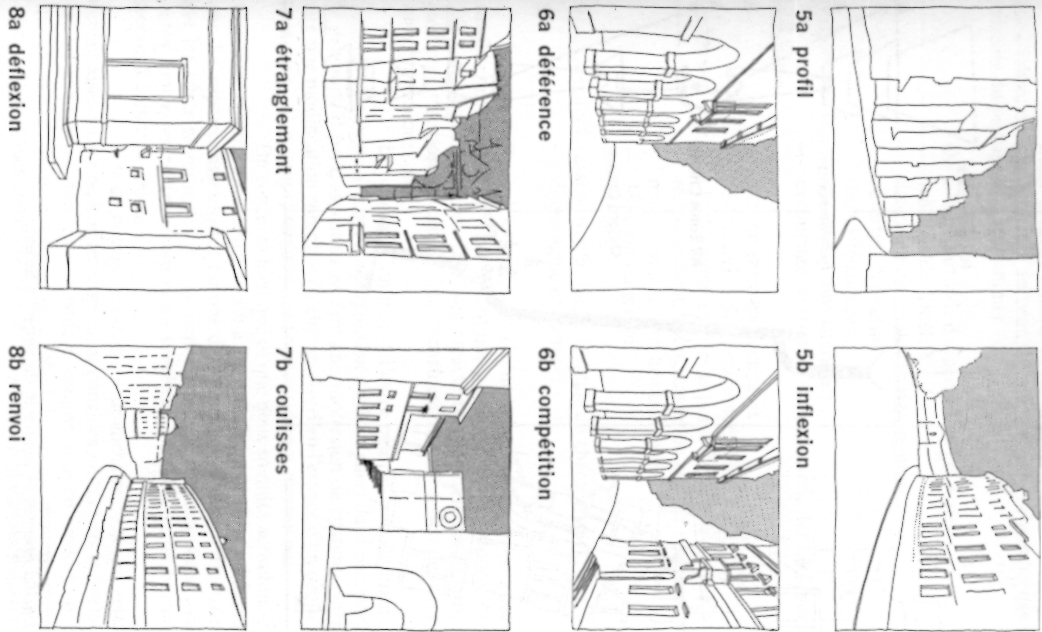 5a profil
5b inflexion
6a déférence
6b compétition
7a étranglement
7b coulisses
8a déflexion
8b renvoi